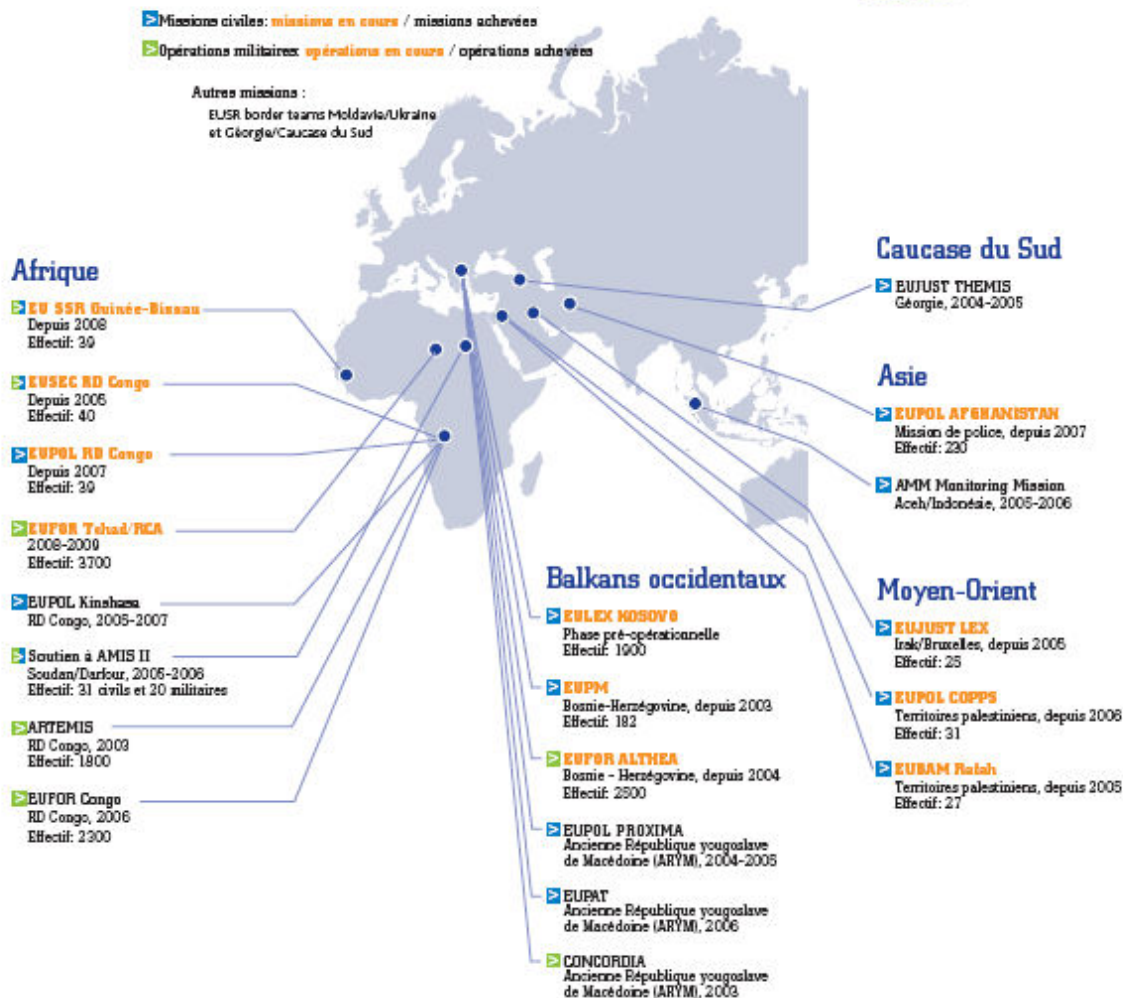 Missions civiles: missions en cours / missions achevées
Opérations militaires: opérations en cours / opérations achevées
Autres missions :
EUSR border teams Moldavie/Ukraine
et Géorgie/Caucase du Sud
Afrique
EU SSR Guinée-Bissau
Depuis 2008
Effectif: 39
EUSEC RD Congo
Depuis 2005
Effectif: 40
EUPOL RD Congo
Depuis 2007
Effectif: 39
EUFOR Tchad/RCA
2008-2009
Effectif: 3700
EUPOL Kinshasa
RD Congo, 2005-2007
Soutien à AMIS II
Soudan/Darfour, 2005-2006
Effectif: 31 civils et 20 militaires
ARTEMIS
RD Congo, 2003
Effectif: 1800
EUFOR Congo
RD Congo, 2006
Effectif: 2300
Balkans occidentaux
EULEX KOSOVO
Phase pré-opérationnelle
Effectif: 1900
EUPM
Bosnie-Herzégovine, depuis 2003
Effectif: 182
EUFOR ALTHEA
Bosnie - Herzégovine, depuis 2004
Effectif: 2500
EUPOL PROXIMA
Ancienne République yougoslave
de Macédoine (ARYM), 2004-2005
EUPAT
Ancienne République yougoslave
de Macédoine (ARYM), 2006
CONCORDIA
Ancienne République yougoslave
de Macédoine (ARYM), 2003
Caucase du Sud
EUJUST THEMIS
Géorgie, 2004-2005
Asie
EUPOL AFGHANISTAN
Mission de police, depuis 2007
Effectif: 230
AMM Monitoring Mission
Aceh/Indonésie, 2005-2006
Moyen-Orient
EUJUST LEX
Irak/Bruxelles, depuis 2005
Effectif: 25
EUPOL COPPS
Territoires palestiniens, depuis 2006
Effectif: 31
EUBAM Rafah
Territoires palestiniens, depuis 2005
Effectif: 27